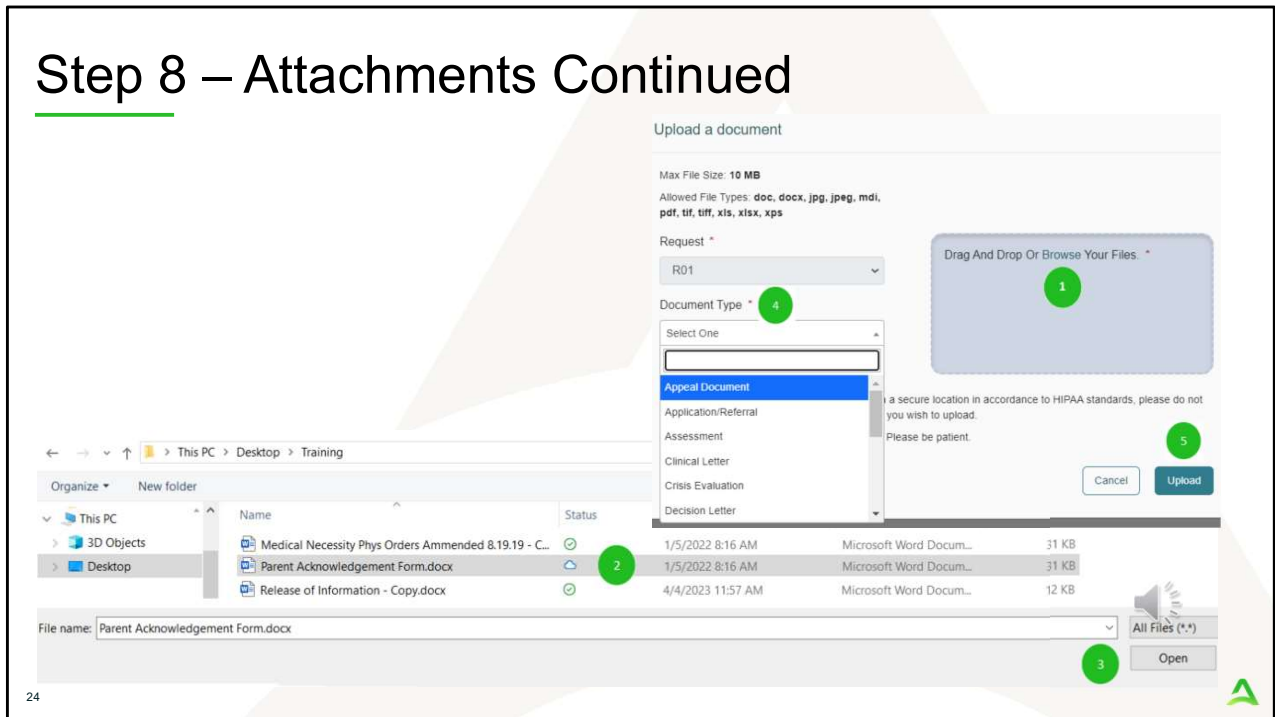 Step 8 – Attachments Continued
Upload a document
Max File Size: 10 MB
Allowed File Types: doc, docx, jpg, jpeg, mdi,
pdf, tif, tiff, xls, xlsx, xps
Request *
R01
Drag And Drop Or Browse Your Files. *
1
Document Type *
4
Select One
Appeal Document
Application/Referral
Assessment
Clinical Letter
Crisis Evaluation
Decision Letter
a secure location in accordance to HIPAA standards, please do not
you wish to upload.
Please be patient.
5
Cancel
Upload
This PC > Desktop > Training
Organize
New folder
This PC
3D Objects
Desktop
Name
Status
Medical Necessity Phys Orders Ammended 8.19.19 - C...
1/5/2022 8:16 AM
Microsoft Word Docum...
31 KB
Parent Acknowledgement Form.docx
2
1/5/2022 8:16 AM
Microsoft Word Docum...
31 KB
Release of Information - Copy.docx
4/4/2023 11:57 AM
Microsoft Word Docum...
12 KB
File name: Parent Acknowledgement Form.docx
All Files (*.*)
3
Open
24